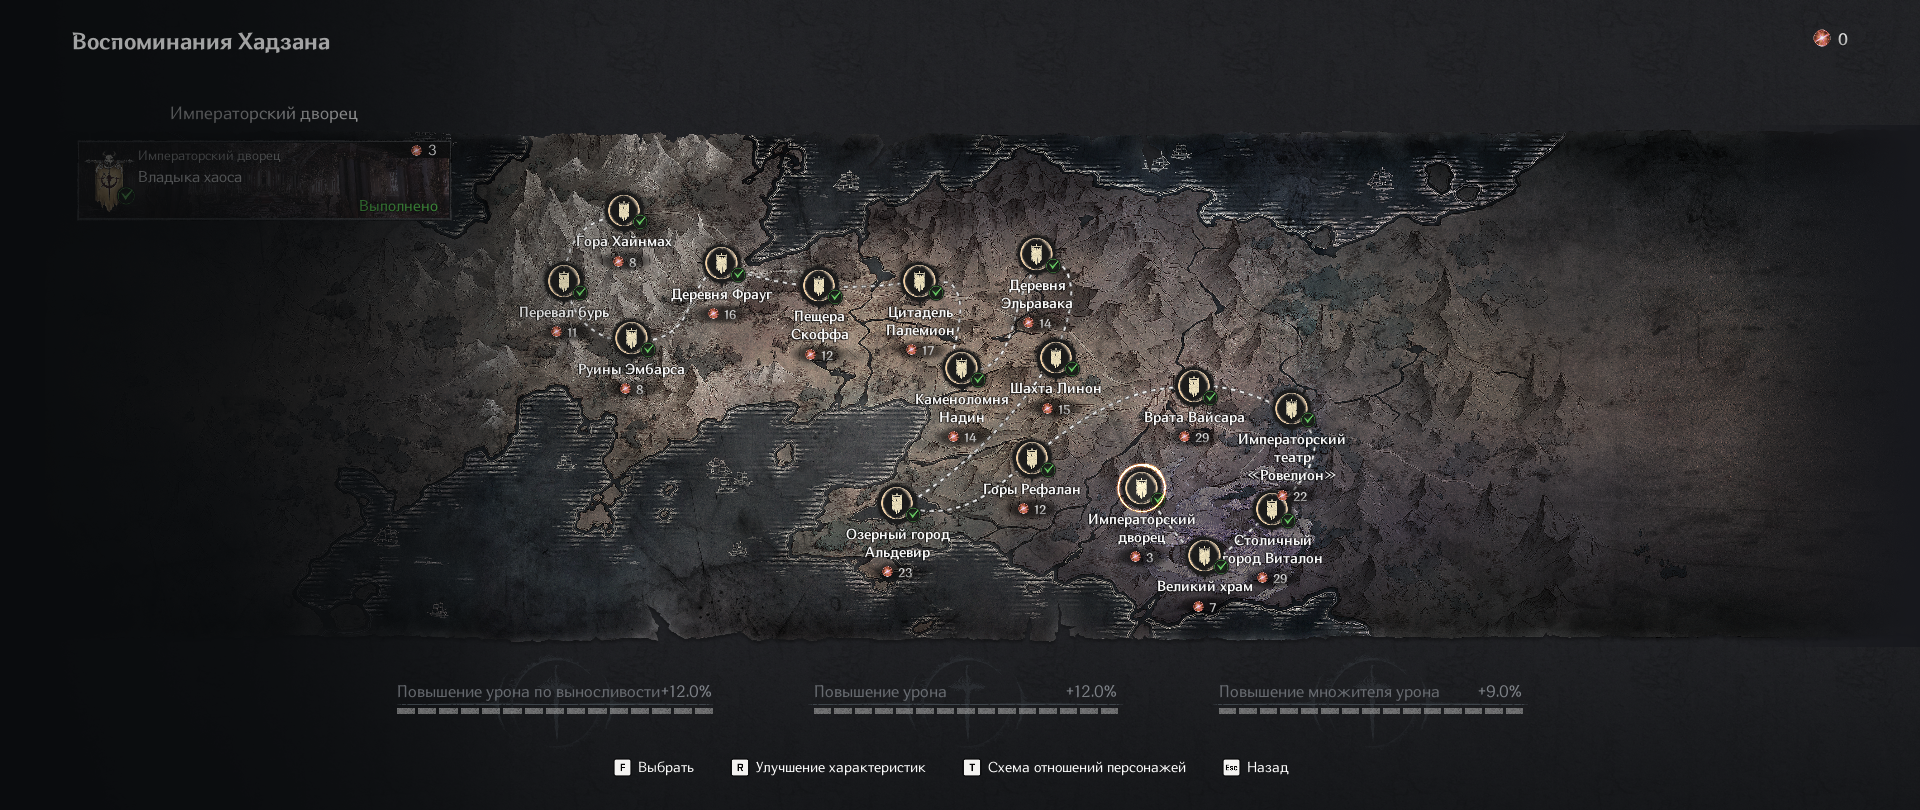 Воспоминания Хадзана
0
Императорский дворец
Императорский дворец
3
Владыка хаоса
Выполнено
Гора Хайнмах
8
Перевал бурь
11
Руины Эмбарса
8
Деревня Фрауг
16
Пещера
Скоффа
12
Цитадель
Палемион
17
Деревня
Эльравака
14
Каменоломня
Надин
14
Шахта Линон
15
Врата Вайсара
29
Императорский
театр
«Ровелион»
22
Горы Рефалан
12
Озерный город
Альдевир
23
Императорский
дворец
3
Столичный
город Виталон
29
Великий храм
7
Повышение урона по выносливости+12.0%
Повышение урона +12.0%
Повышение множителя урона +9.0%
F Выбрать
R Улучшение характеристик
T Схема отношений персонажей
Esc Назад